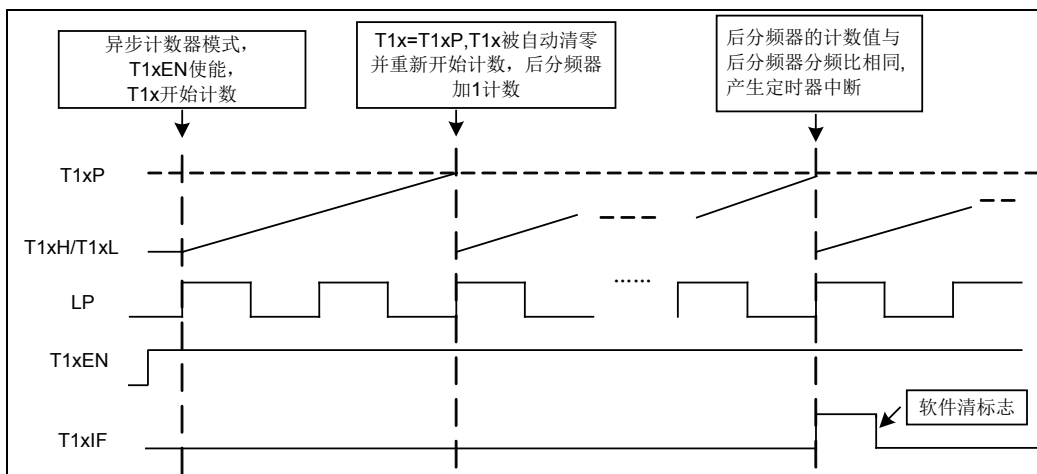 异步计数器模式，
T1xEN使能，
T1x开始计数
T1x=T1xP,T1x被自动清零
并重新开始计数，后分频器
加1计数
后分频器的计数值与
后分频器分频比相同,
产生定时器中断
T1xP
T1xH/T1xL
LP
......
T1xEN
软件清标志
T1xIF